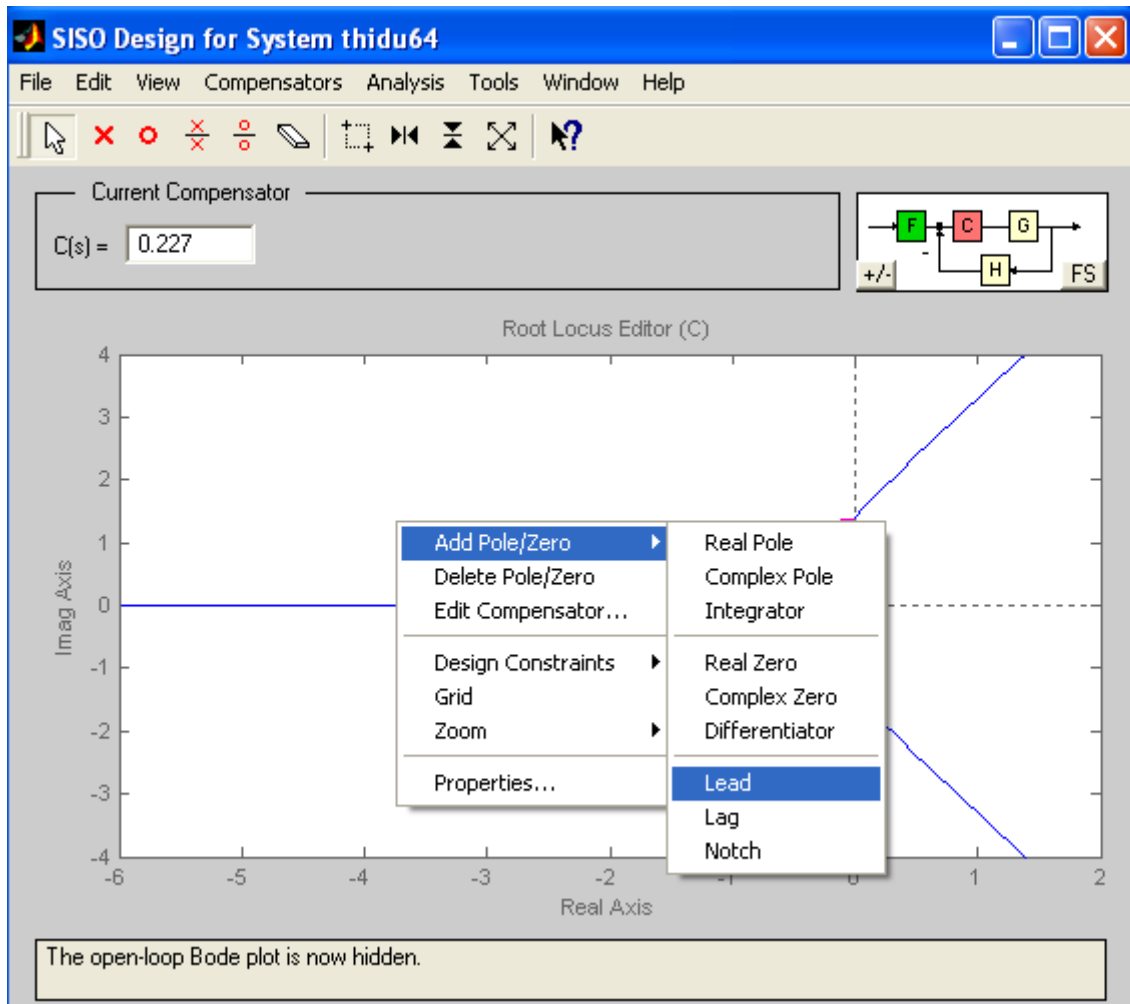 SISO Design for System thidu64
File Edit View Compensators Analysis Tools Window Help
Current Compensator
C(s) = 0.227
F C G
-
+/- H FS
Root Locus Editor (C)
4
3
2
1
0
-1
-2
-3
-4
Imag Axis
Add Pole/Zero
Delete Pole/Zero
Edit Compensator...
Design Constraints
Grid
Zoom
Properties...
Real Pole
Complex Pole
Integrator
Real Zero
Complex Zero
Differentiator
Lead
Lag
Notch
-6 -5 -4 -3 -2 -1 0 1 2
Real Axis
The open-loop Bode plot is now hidden.